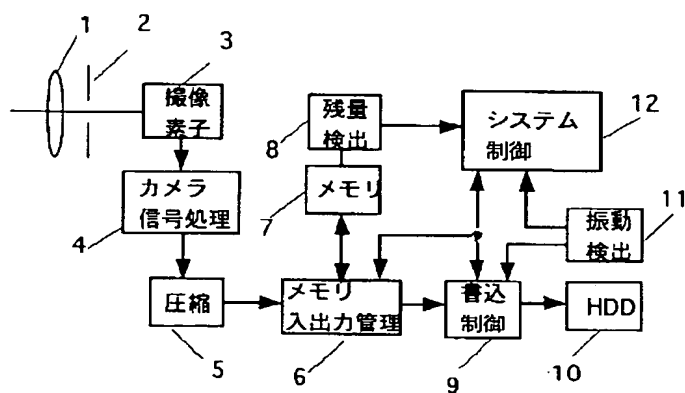 1
2
3
撮像
素子
カメラ
信号処理
4
圧縮
5
残量
検出
8
メモリ
7
メモリ
入出力管理
6
システム
制御
12
振動
検出
11
書込
制御
9
HDD
10